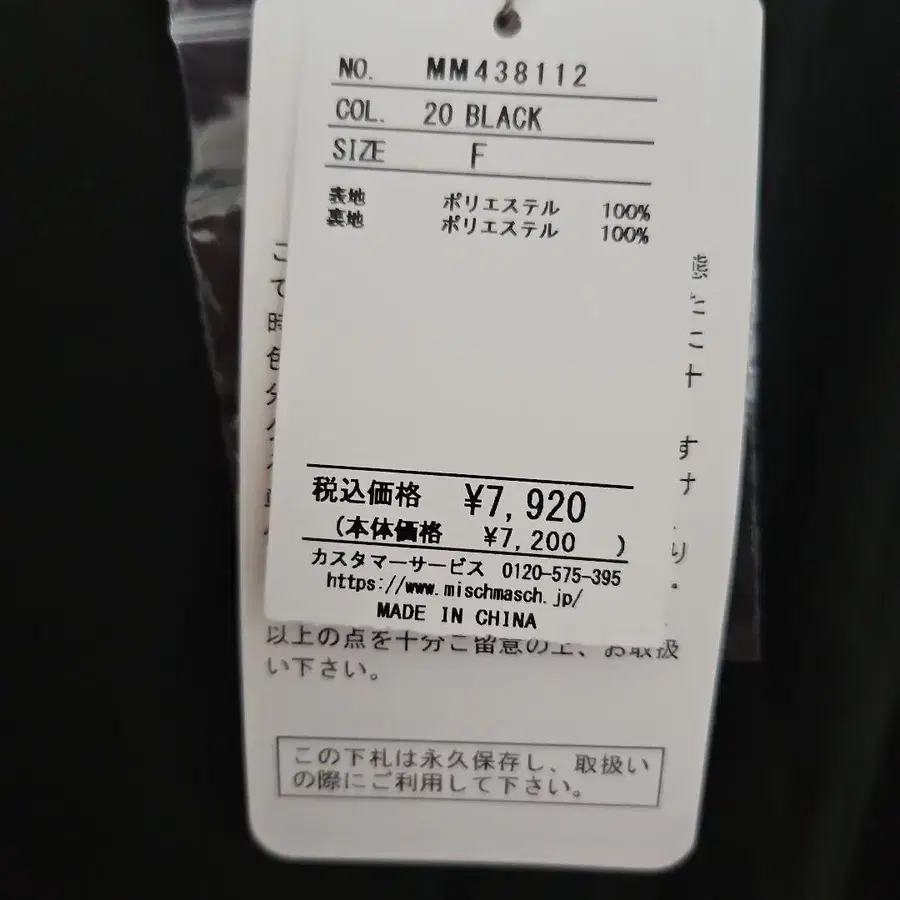 NO. MM438112
COL. 20 BLACK
SIZE F
表地 ポリエステル 100%
裏地 ポリエステル 100%
税込価格 ¥7,920
(本体価格 ¥7,200 )
カスタマーサービス 0120-575-395
https://www.mischmasch.jp/
MADE IN CHINA
以上の点を十分ご留意の上、お取扱
い下さい。
この下札は永久保存し、取扱い
の際にご利用して下さい。